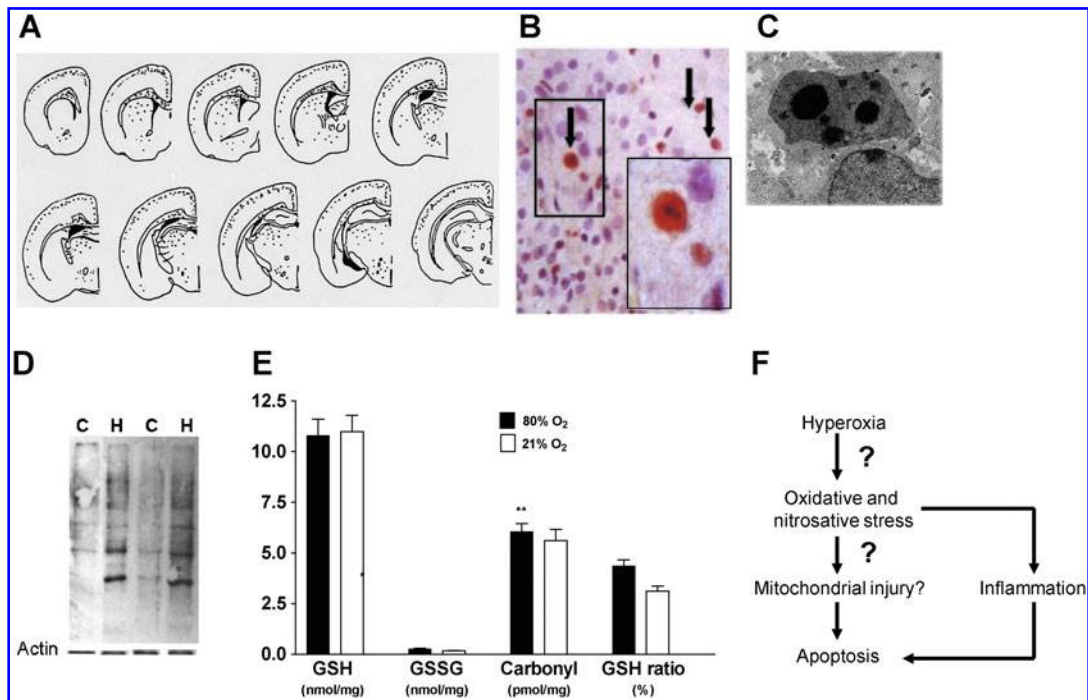 A
B
C
D
C H C H
Actin
E
12.5
10.0
7.5
5.0
2.5
0.0
80% O₂
21% O₂
**
*
GSH GSSG Carbonyl GSH ratio
(nmol/mg) (nmol/mg) (pmol/mg) (%)
F
Hyperoxia
?
Oxidative and
nitrosative stress
?
Mitochondrial injury?
Inflammation
Apoptosis